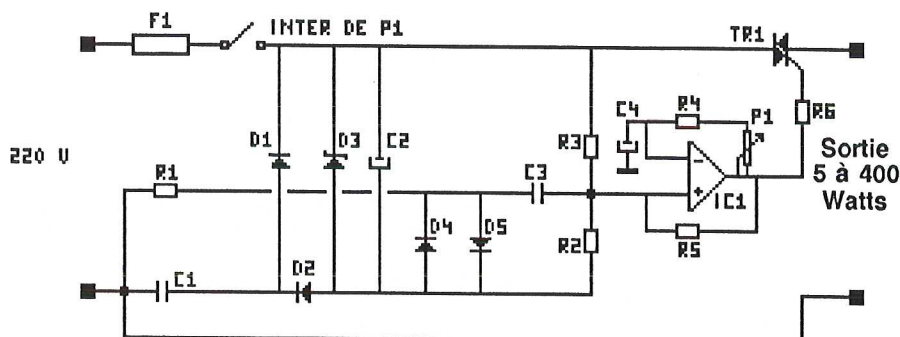 F1
INTER DE P1
TR1
C4
R4
P1
R6
D1
D3
C2
R3
220 V
Sortie
5 à 400
Watts
R1
C3
-
+
IC1
D4
D5
R2
R5
C1
D2